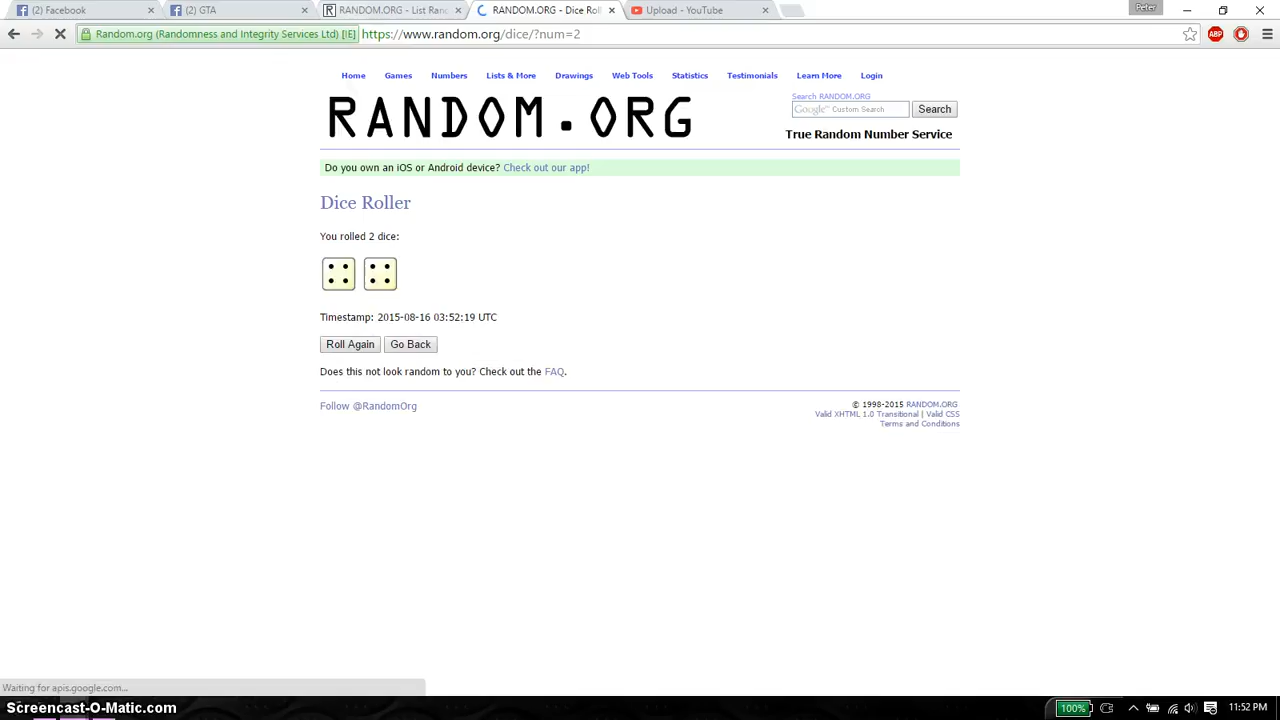 (2) Facebook
(2) GTA
RANDOM.ORG - List Rand
RANDOM.ORG - Dice Roll
Upload - YouTube
Peter
Random.org (Randomness and Integrity Services Ltd) [IE]
https://www.random.org/dice/?num=2
ABP
Home Games Numbers Lists & More Drawings Web Tools Statistics Testimonials Learn More Login
RANDOM.ORG
Search RANDOM.ORG
Google™ Custom Search
Search
True Random Number Service
Do you own an iOS or Android device? Check out our app!
Dice Roller
You rolled 2 dice:
Timestamp: 2015-08-16 03:52:19 UTC
Roll Again Go Back
Does this not look random to you? Check out the FAQ.
Follow @RandomOrg
© 1998-2015 RANDOM.ORG
Valid XHTML 1.0 Transitional | Valid CSS
Terms and Conditions
Waiting for apis.google.com...
Screencast-O-Matic.com
100%
11:52 PM